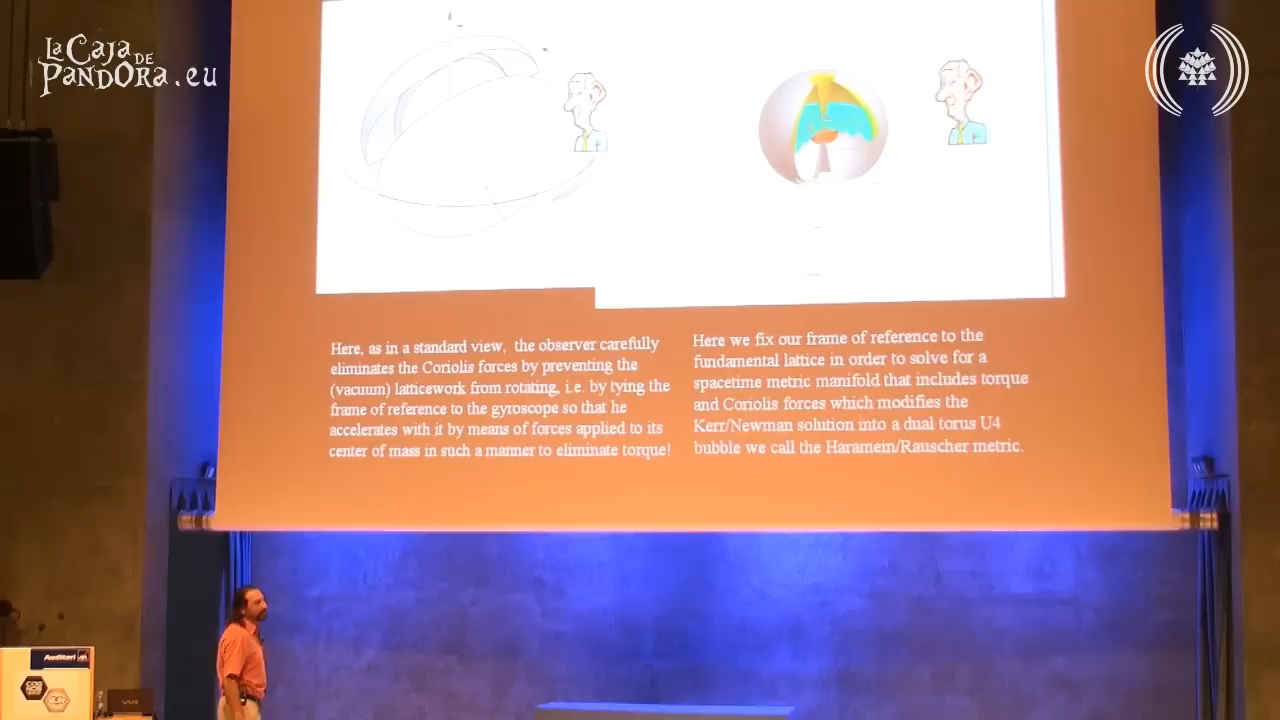 La Caja
DE
PANDORA.eu
Here, as in a standard view, the observer carefully
eliminates the Coriolis forces by preventing the
(vacuum) latticework from rotating, i.e. by tying the
frame of reference to the gyroscope so that he
accelerates with it by means of forces applied to its
center of mass in such a manner to eliminate torque!
Here we fix our frame of reference to the
fundamental lattice in order to solve for a
spacetime metric manifold that includes torque
and Coriolis forces which modifies the
Kerr/Newman solution into a dual torus U4
bubble we call the Haramein/Rauscher metric.
Auditori AXA
VAIO